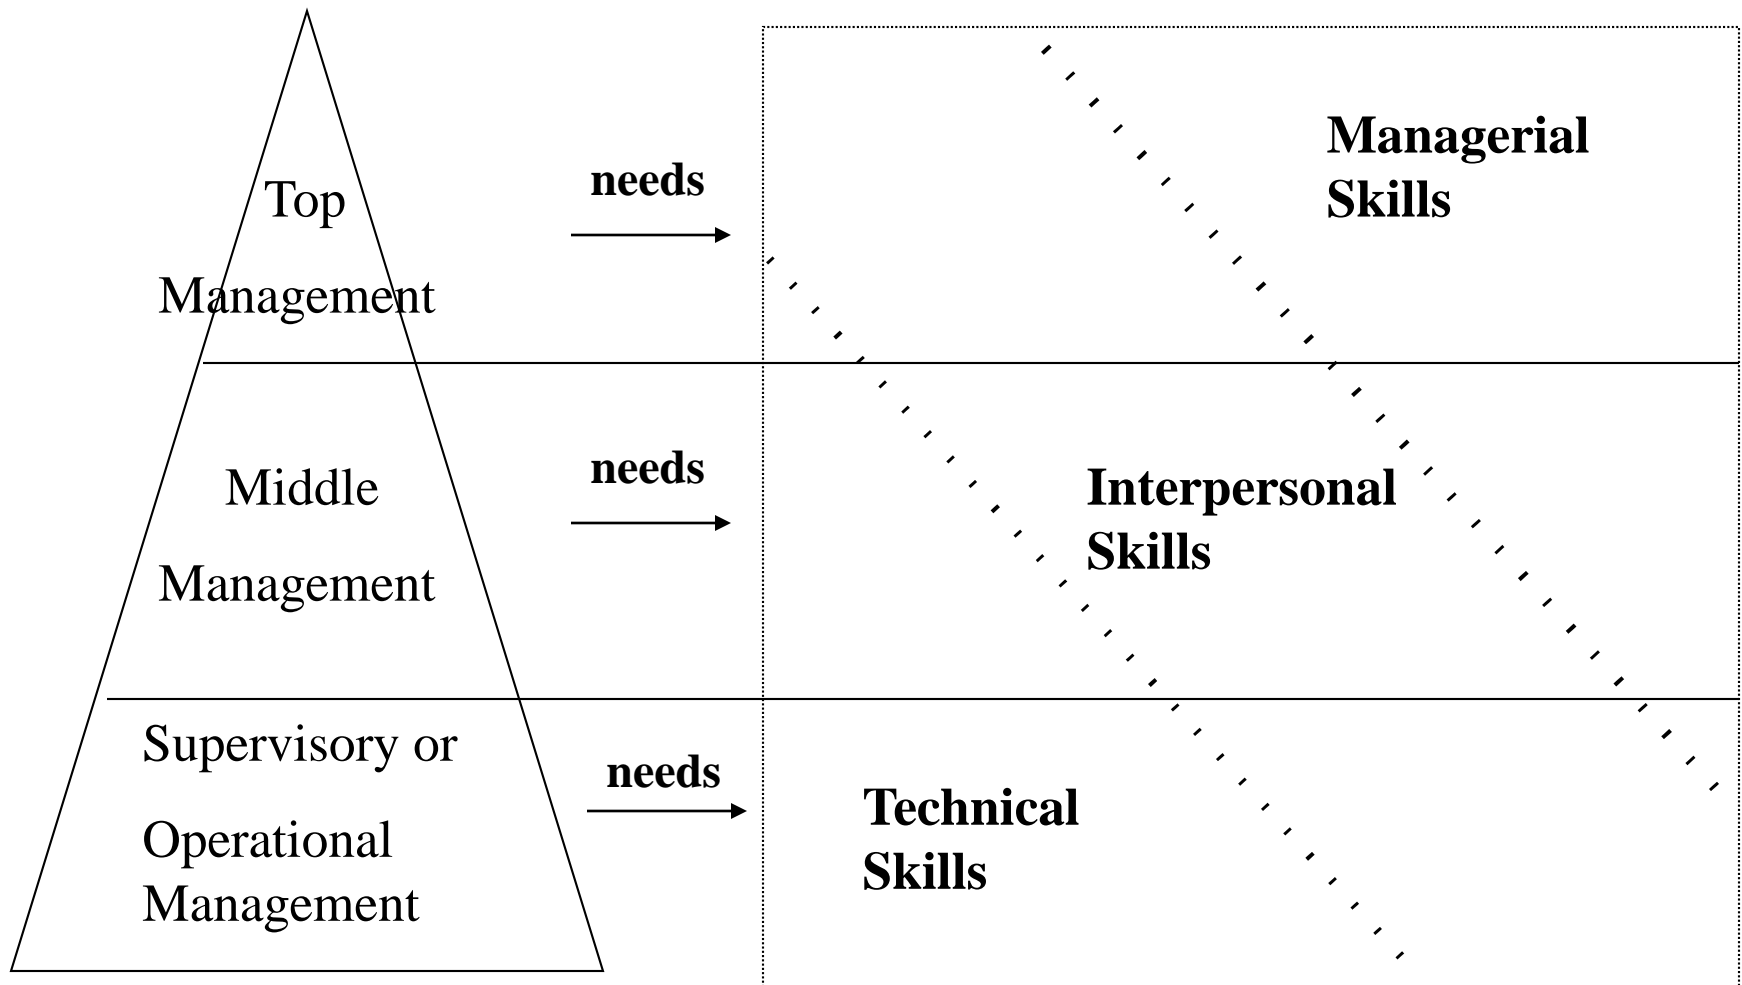 Top
Management
needs
Managerial
Skills
Middle
Management
needs
Interpersonal
Skills
Supervisory or
Operational
Management
needs
Technical
Skills